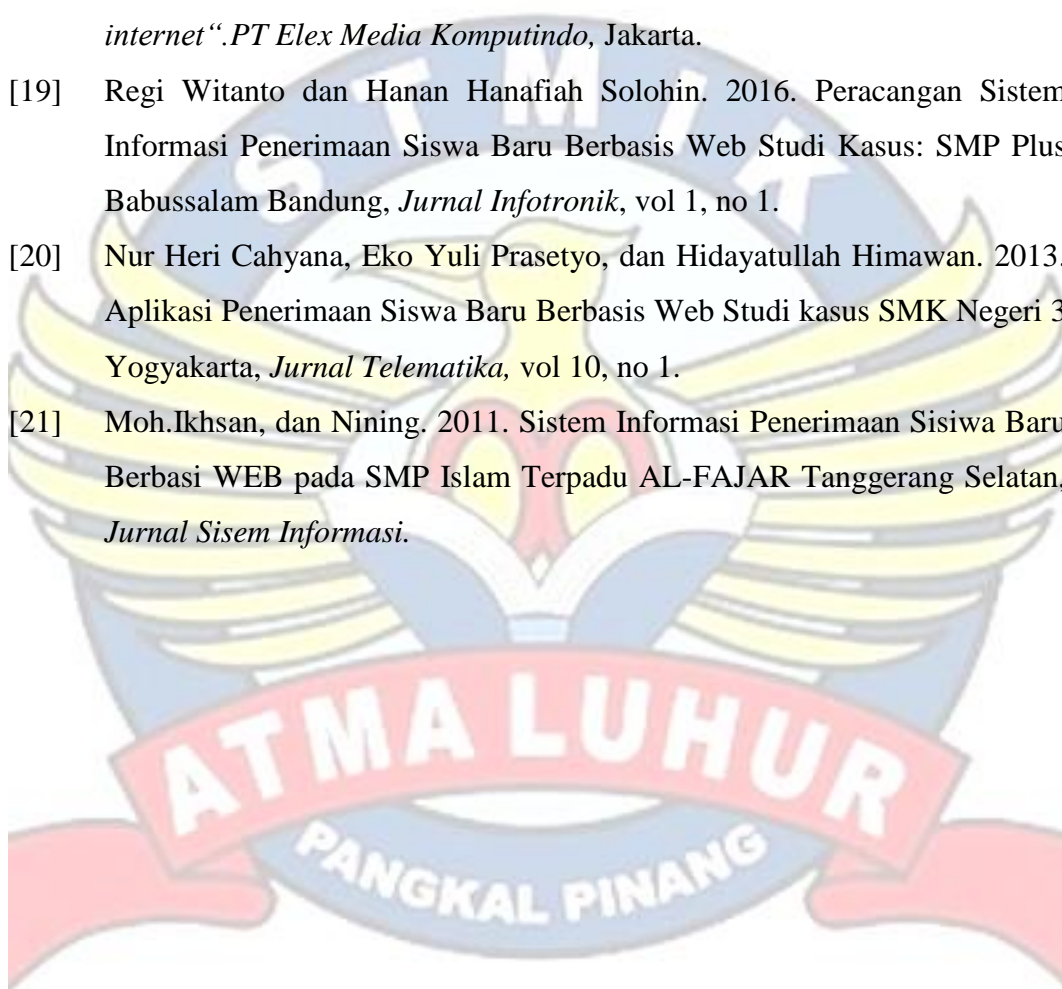 internet“.PT Elex Media Komputindo, Jakarta.
[19] Regi Witanto dan Hanan Hanafiah Solohin. 2016. Peracangan Sistem
Informasi Penerimaan Siswa Baru Berbasis Web Studi Kasus: SMP Plus
Babussalam Bandung, Jurnal Infotronik, vol 1, no 1.
[20] Nur Heri Cahyana, Eko Yuli Prasetyo, dan Hidayatullah Himawan. 2013.
Aplikasi Penerimaan Siswa Baru Berbasis Web Studi kasus SMK Negeri 3
Yogyakarta, Jurnal Telematika, vol 10, no 1.
[21] Moh.Ikhsan, dan Nining. 2011. Sistem Informasi Penerimaan Sisiwa Baru
Berbasi WEB pada SMP Islam Terpadu AL-FAJAR Tanggerang Selatan,
Jurnal Sisem Informasi.
STMIK
ATMA LUHUR
PANGKAL PINANG